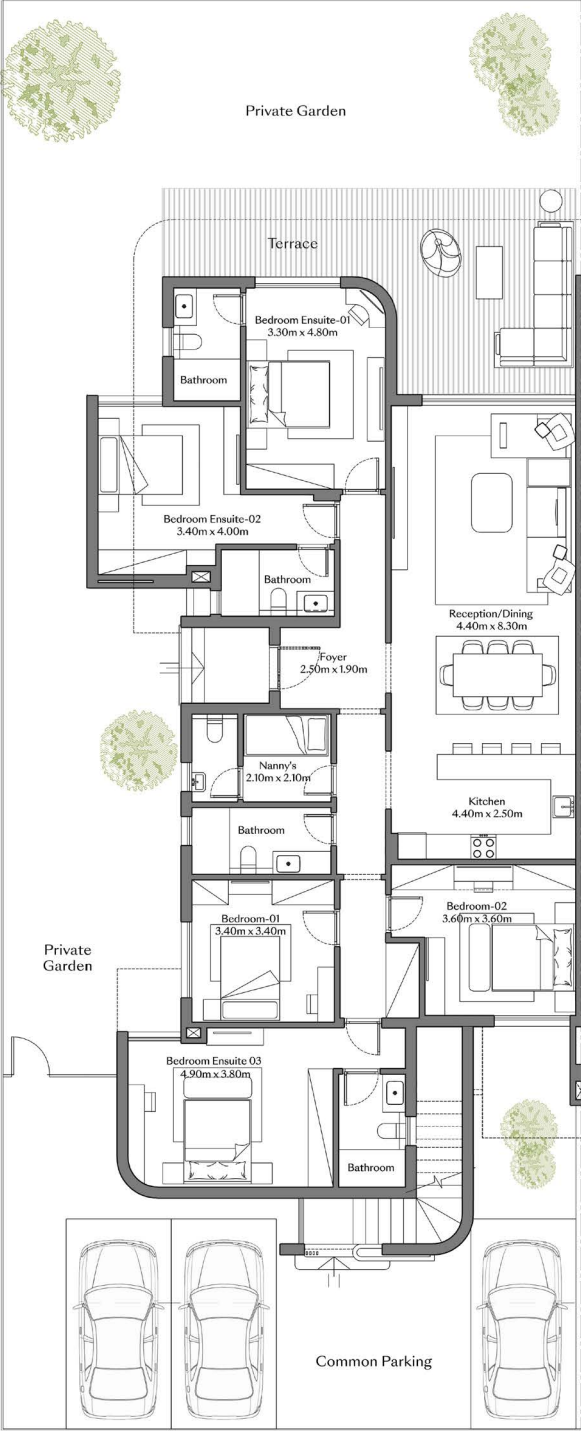 Private Garden
Terrace
Bedroom Ensuite-01
3.30m x 4.80m
Bathroom
Bedroom Ensuite-02
3.40m x 4.00m
Bathroom
Reception/Dining
4.40m x 8.30m
Foyer
2.50m x 1.90m
Nanny's
2.10m x 2.10m
Kitchen
4.40m x 2.50m
Bathroom
Bedroom-02
3.60m x 3.60m
Bedroom-01
3.40m x 3.40m
Private
Garden
Bedroom Ensuite 03
4.90m x 3.80m
Bathroom
Common Parking